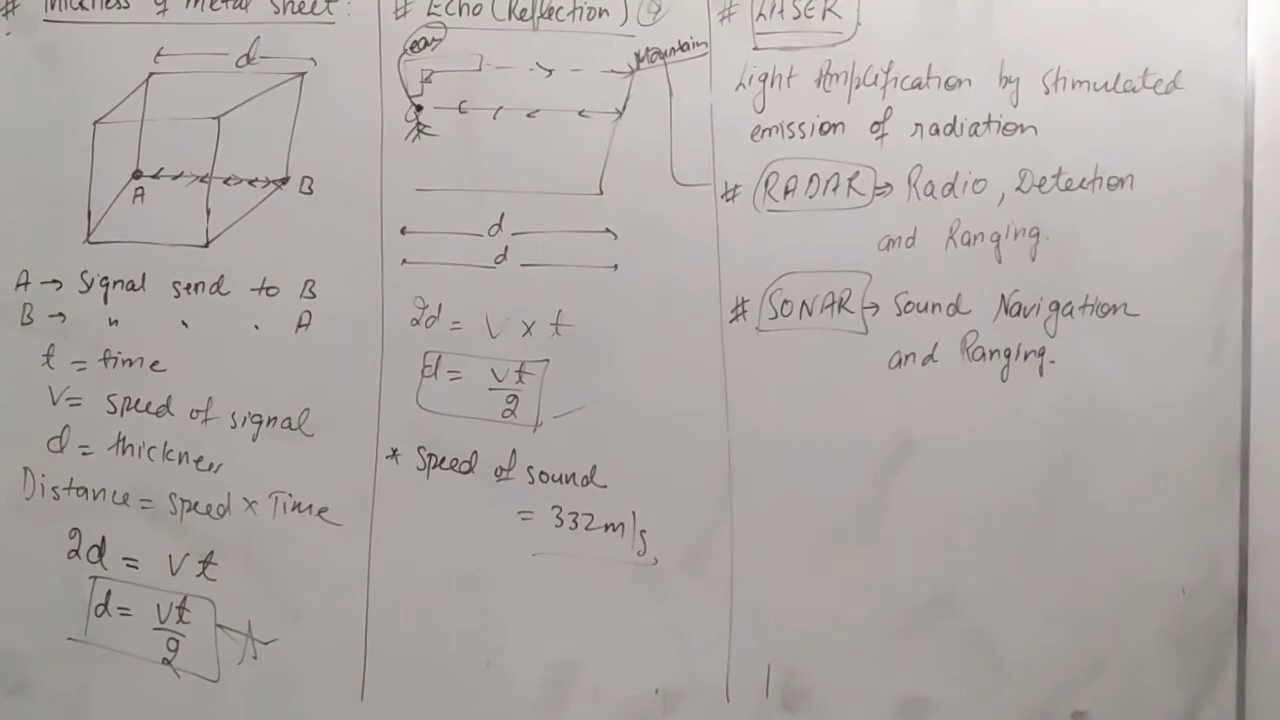 # Thickness of metal sheet :
d
A
B
A → Signal send to B
B → " " " A
t = time
V = speed of signal
d = thickness
Distance = speed × Time
2d = vt
d = vt/2
# Echo (Reflection)
Mountain
d
d
2d = V × t
d = vt/2
* Speed of sound
= 332m/s
# LASER
Light Amplification by stimulated
emission of radiation
# RADAR ⇒ Radio, Detection
and Ranging.
# SONAR → Sound Navigation
and Ranging.